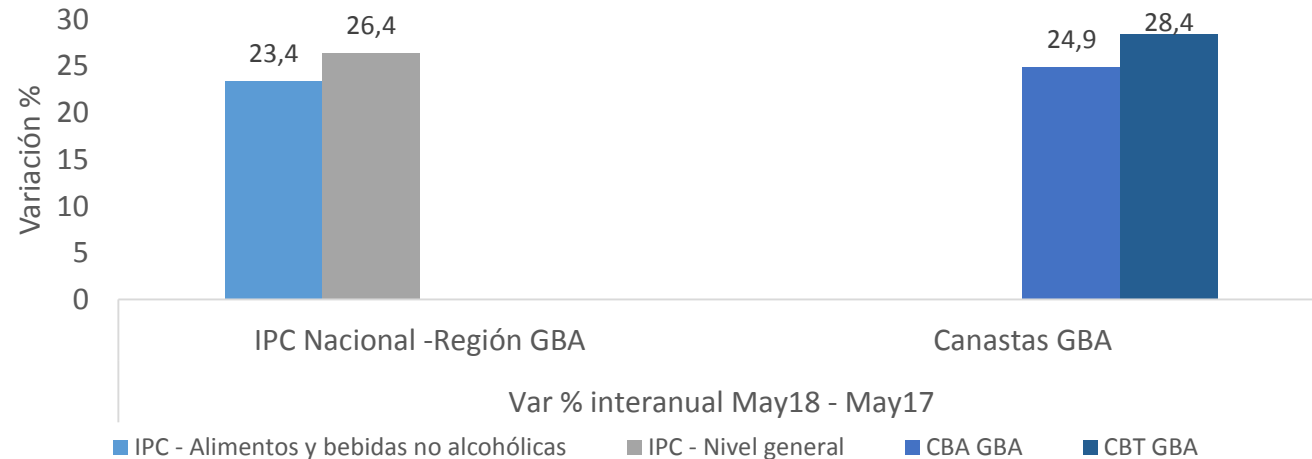 Variación %
30
25
20
15
10
5
0
23,4
26,4
24,9
28,4
IPC Nacional -Región GBA
Canastas GBA
Var % interanual May18 - May17
IPC - Alimentos y bebidas no alcohólicas
IPC - Nivel general
CBA GBA
CBT GBA